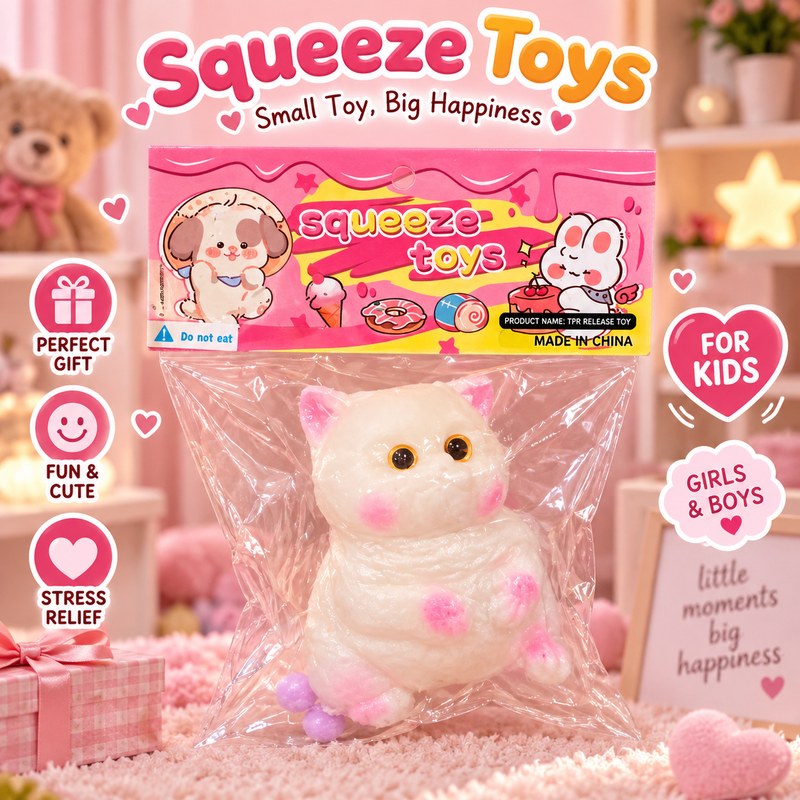 Squeeze Toys
Small Toy, Big Happiness
squeeze
toys
PRODUCT NAME: TPR RELEASE TOY
MADE IN CHINA
Do not eat
PERFECT
GIFT
FUN &
CUTE
STRESS
RELIEF
FOR
KIDS
GIRLS
& BOYS
little
moments
big
happiness